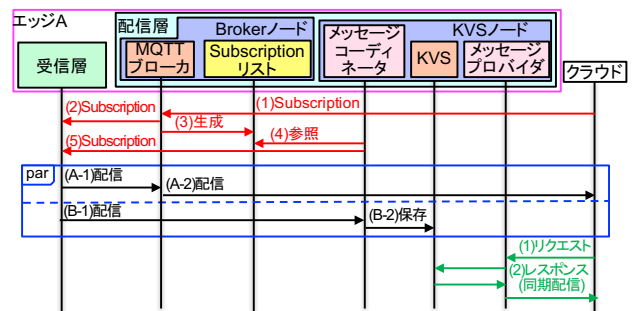 エッジA
配信層
Brokerノード
KVSノード
受信層
MQTT
ブローカ
Subscription
リスト
メッセージ
コーディ
ネータ
KVS
メッセージ
プロバイダ
クラウド
(1)Subscription
(2)Subscription
(3)生成
(4)参照
(5)Subscription
par
(A-1)配信
(A-2)配信
(B-1)配信
(B-2)保存
(1)リクエスト
(2)レスポンス
(同期配信)